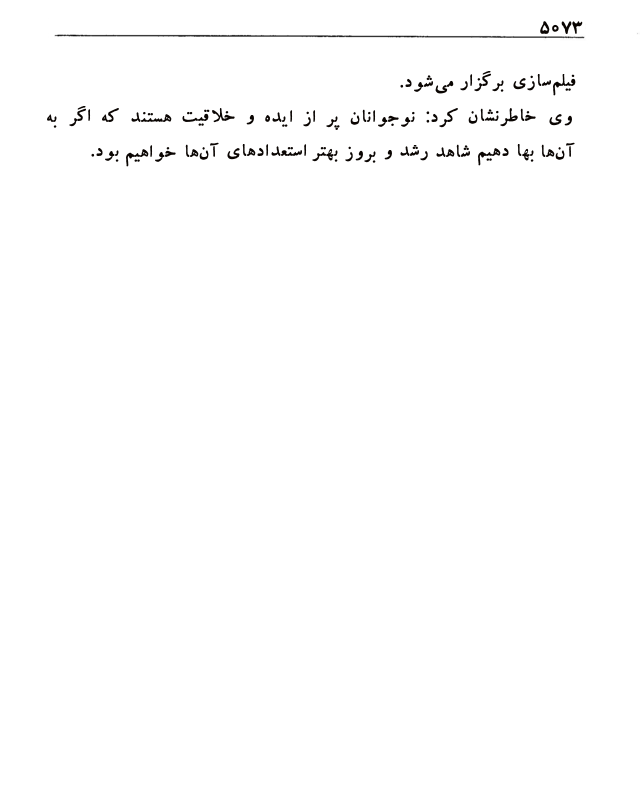 ۵۰۷۳
فیلم‌سازی برگزار می‌شود.
وی خاطرنشان کرد: نوجوانان پر از ایده و خلاقیت هستند که اگر به
آن‌ها بها دهیم شاهد رشد و بروز بهتر استعدادهای آن‌ها خواهیم بود.